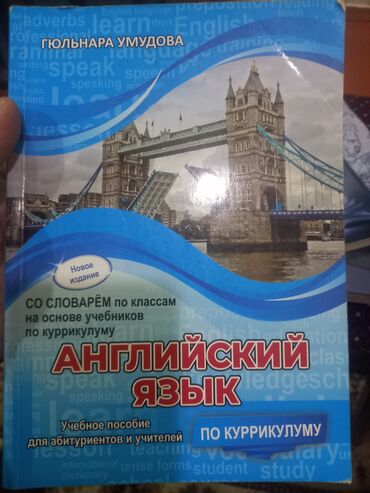 ГЮЛЬНАРА УМУДОВА
Новое
издание
СО СЛОВАРЁМ по классам
на основе учебников
по куррикулуму
АНГЛИЙСКИЙ
ЯЗЫК
Учебное пособие
для абитуриентов и учителей
ПО КУРРИКУЛУМУ